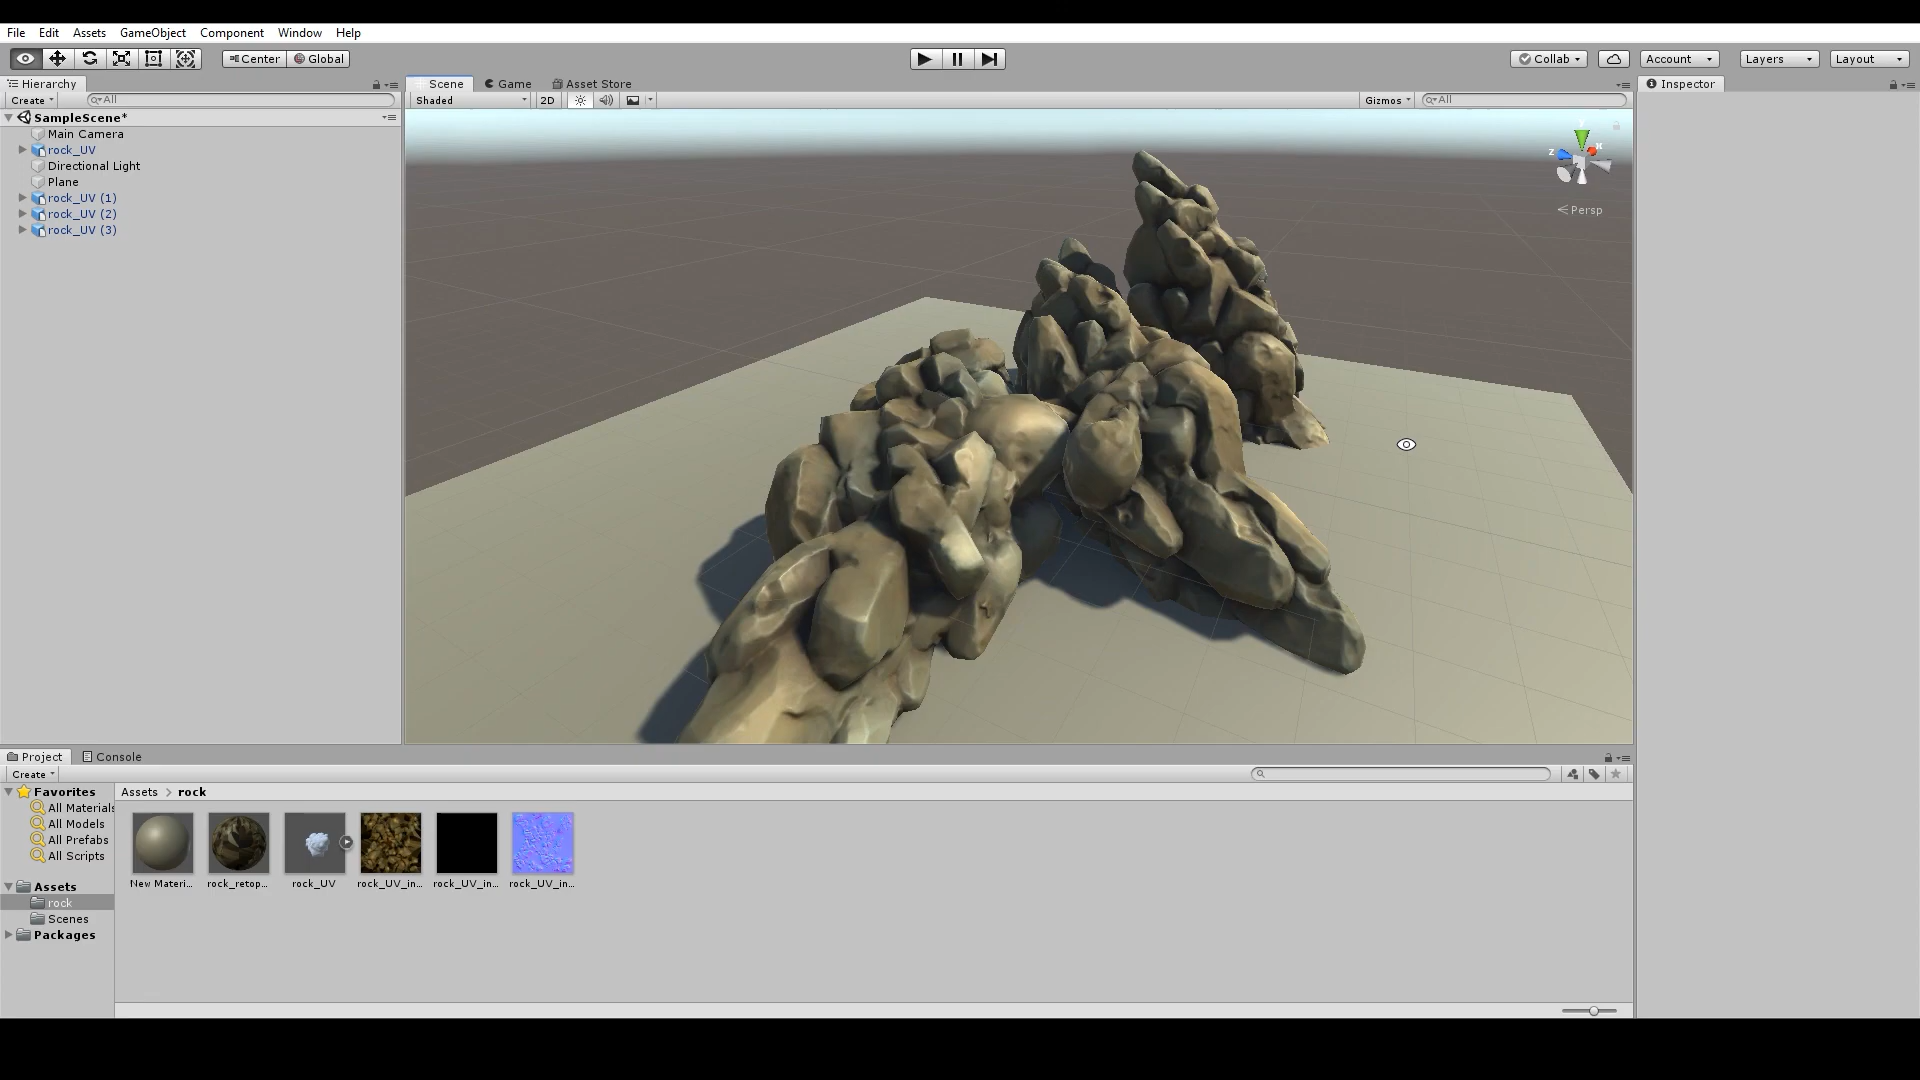 File Edit Assets GameObject Component Window Help
Center Global Collab Account Layers Layout
Hierarchy
Create All
SampleScene*
Main Camera
rock_UV
Directional Light
Plane
rock_UV (1)
rock_UV (2)
rock_UV (3)
Scene Game Asset Store
Shaded 2D Gizmos All
y
z x
Persp
Inspector
Project Console
Create
Favorites
All Materials
All Models
All Prefabs
All Scripts
Assets
rock
Scenes
Packages
Assets > rock
New Materi... rock_retop... rock_UV rock_UV_in... rock_UV_in... rock_UV_in...